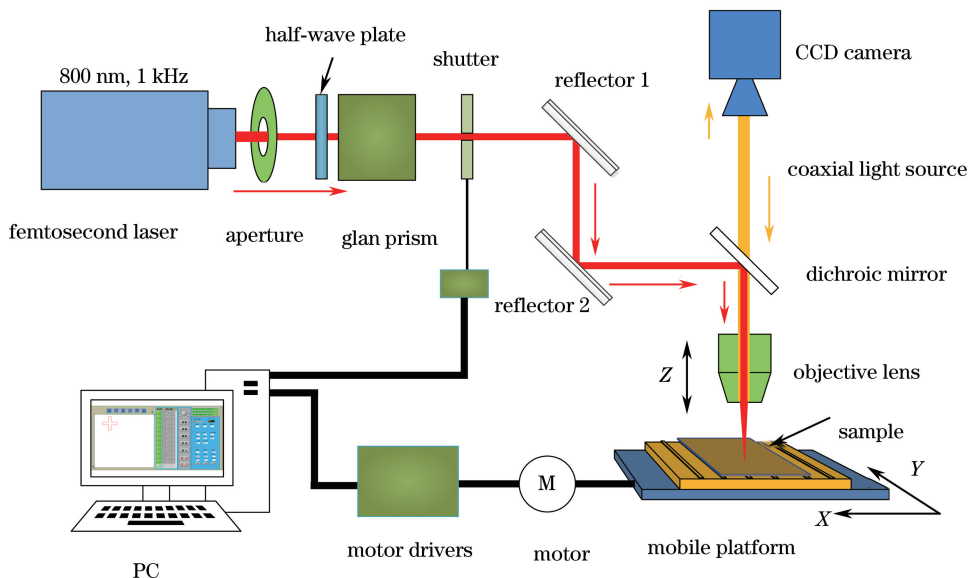 half-wave plate
800 nm, 1 kHz
shutter
reflector 1
CCD camera
coaxial light source
femtosecond laser
aperture
glan prism
reflector 2
dichroic mirror
Z
objective lens
sample
Y
X
M
motor drivers
motor
mobile platform
PC